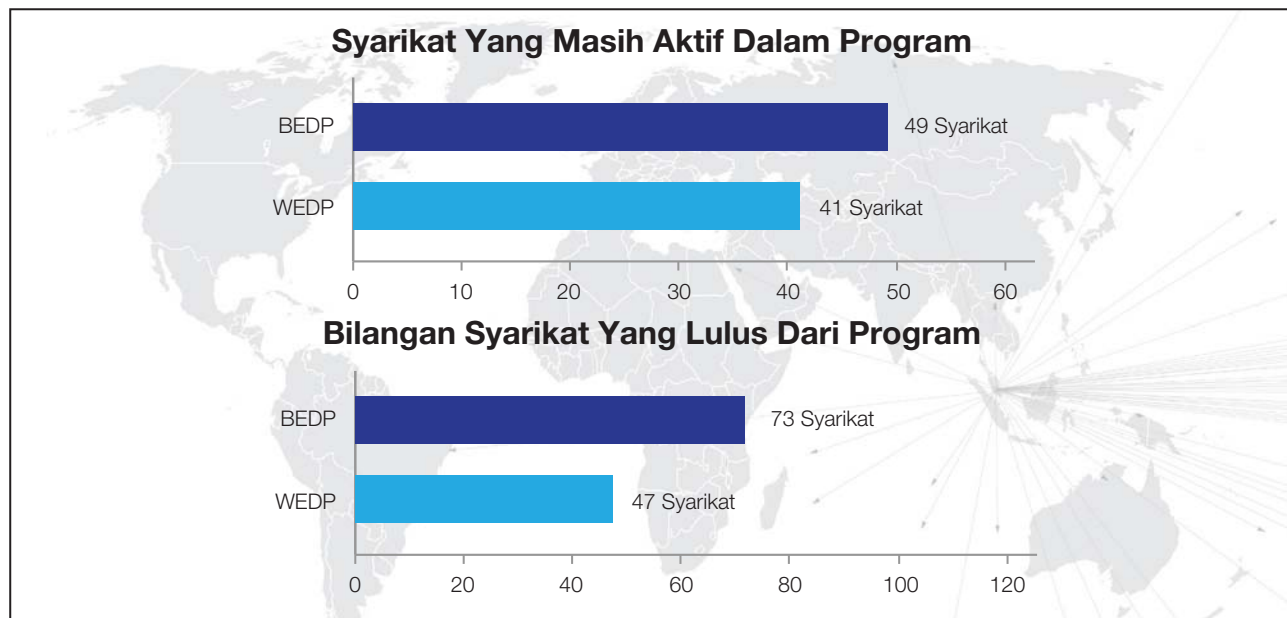 Syarikat Yang Masih Aktif Dalam Program
BEDP
49 Syarikat
WEDP
41 Syarikat
0 10 20 30 40 50 60
Bilangan Syarikat Yang Lulus Dari Program
BEDP
73 Syarikat
WEDP
47 Syarikat
0 20 40 60 80 100 120